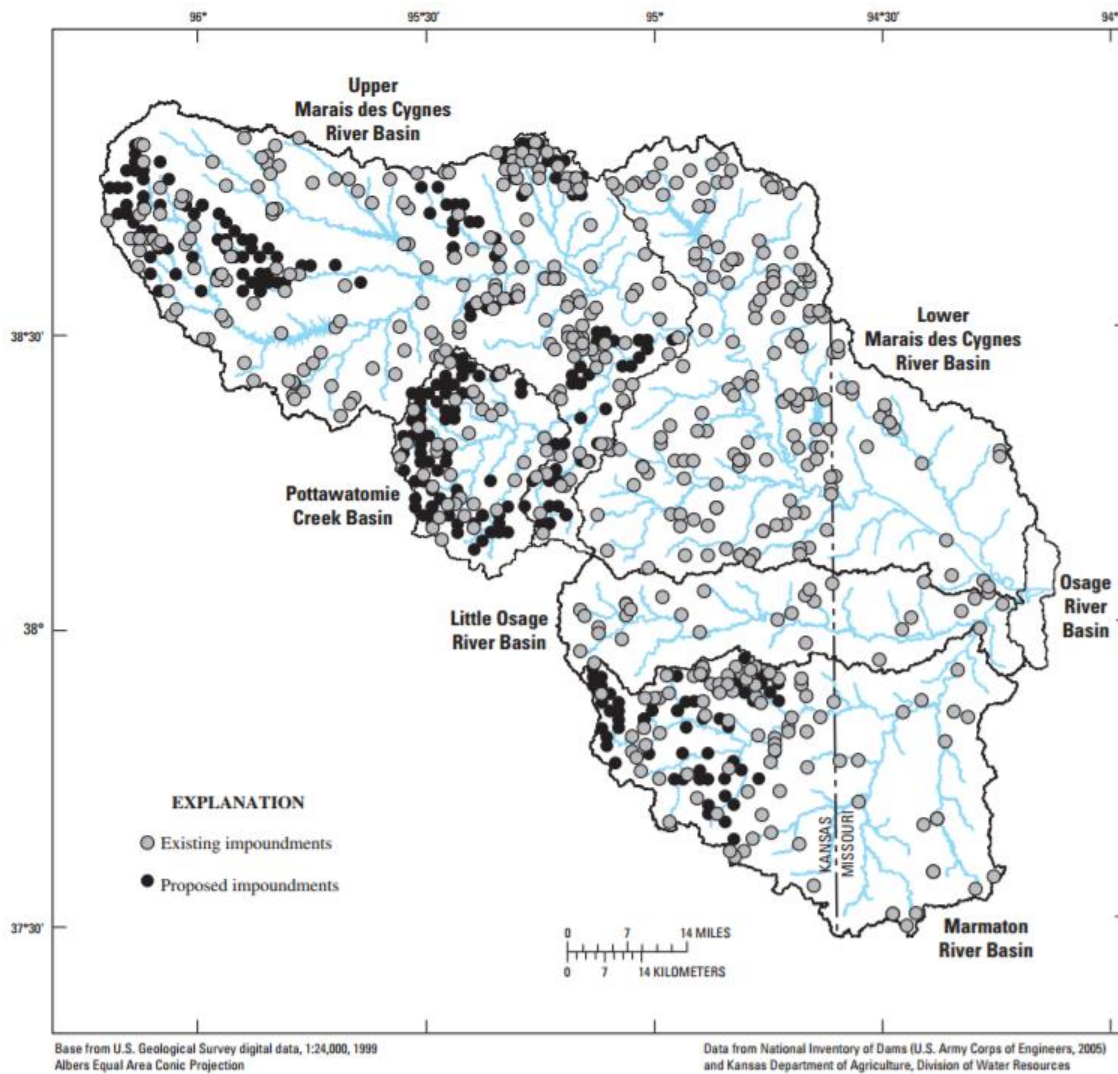 96°
95°30'
95°
94°30'
94°
Upper
Marais des Cygnes
River Basin
38°30'
Lower
Marais des Cygnes
River Basin
Pottawatomie
Creek Basin
38°
Little Osage
River Basin
Osage
River
Basin
EXPLANATION
Existing impoundments
Proposed impoundments
KANSAS
MISSOURI
37°30'
0 7 14 MILES
0 7 14 KILOMETERS
Marmaton
River Basin
Base from U.S. Geological Survey digital data, 1:24,000, 1999
Albers Equal Area Conic Projection
Data from National Inventory of Dams (U.S. Army Corps of Engineers, 2005)
and Kansas Department of Agriculture, Division of Water Resources